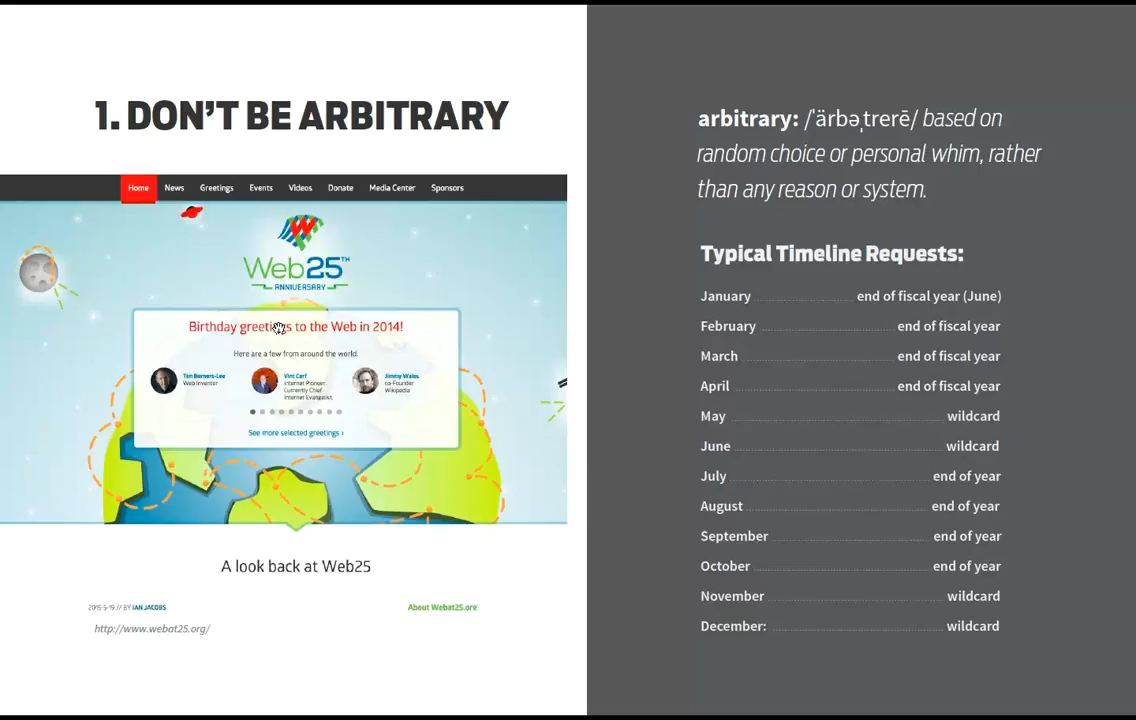 1. DON'T BE ARBITRARY
Home News Greetings Events Videos Donate Media Center Sponsors
Web25TH
ANNIVERSARY
Birthday greetings to the Web in 2014!
Here are a few from around the world.
Tim Berners-Lee
Web Inventor
Vint Cerf
Internet Pioneer.
Currently Chief
Internet Evangelist.
Jimmy Wales
co-Founder
Wikipedia
See more selected greetings ›
A look back at Web25
2015-5-19 // BY IAN JACOBS
About Webat25.org
http://www.webat25.org/
arbitrary: /ˈärbəˌtrerē/ based on
random choice or personal whim, rather
than any reason or system.
Typical Timeline Requests:
January end of fiscal year (June)
February end of fiscal year
March end of fiscal year
April end of fiscal year
May wildcard
June wildcard
July end of year
August end of year
September end of year
October end of year
November wildcard
December: wildcard